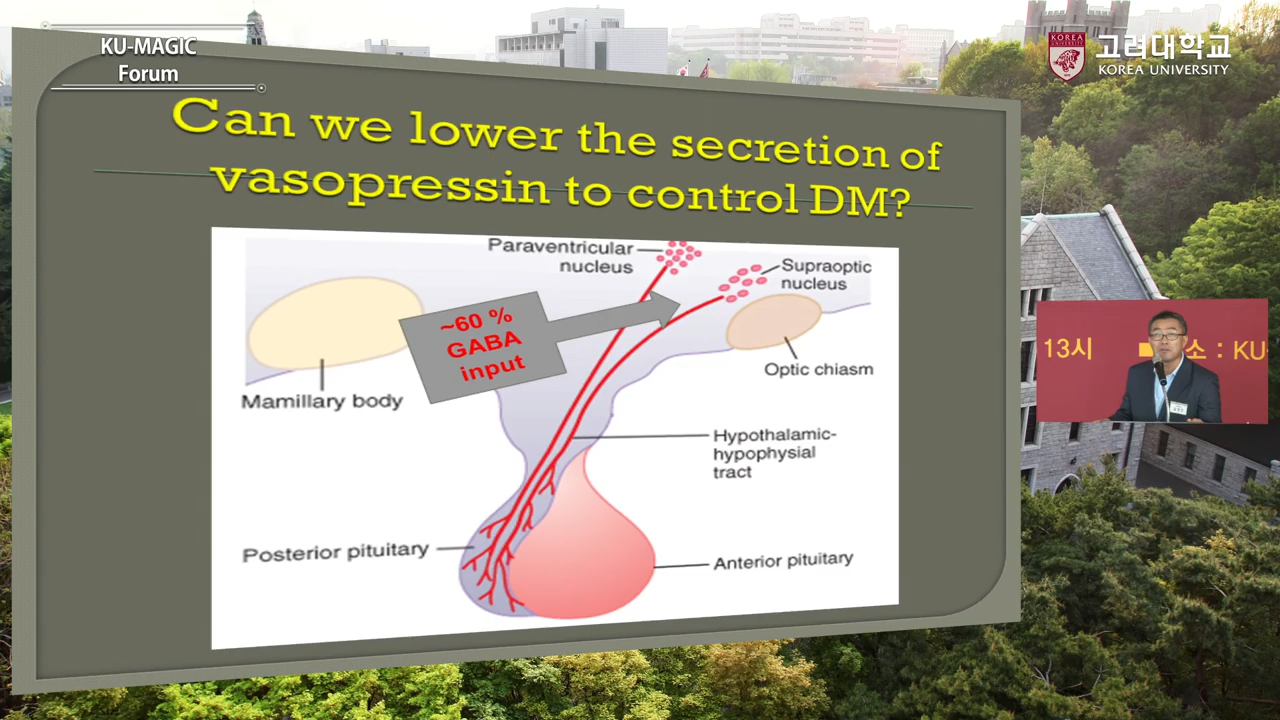 KU-MAGIC
Forum
KOREA
고려대학교
KOREA UNIVERSITY
Can we lower the secretion of
vasopressin to control DM?
Paraventricular
nucleus
Supraoptic
nucleus
~60 %
GABA
input
Optic chiasm
Mamillary body
Hypothalamic-
hypophysial
tract
Posterior pituitary
Anterior pituitary
13시
소 : KU